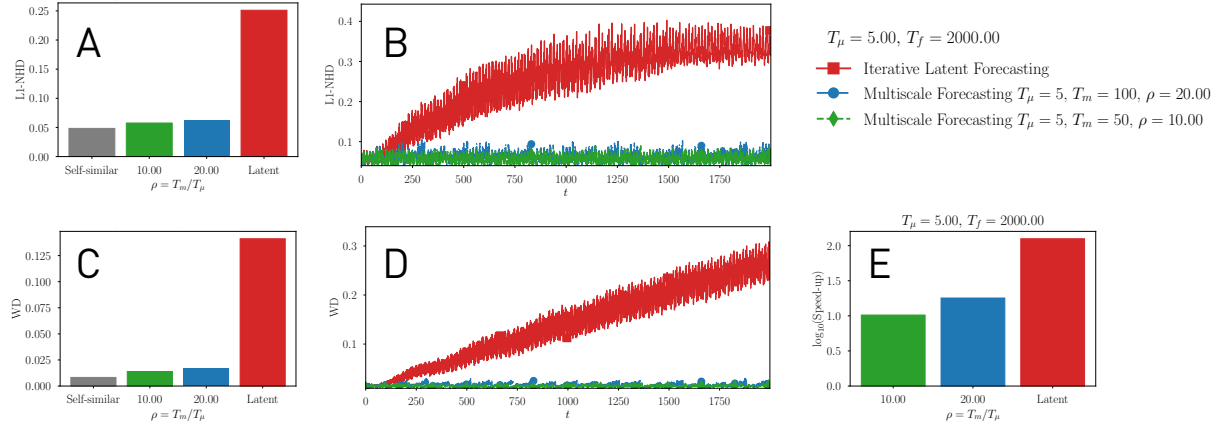 A
L1-NHD
0.25
0.20
0.15
0.10
0.05
0.00
Self-similar 10.00 20.00 Latent
ρ = T_m/T_μ
B
L1-NHD
0.4
0.3
0.2
0.1
0 250 500 750 1000 1250 1500 1750
t
T_μ = 5.00, T_f = 2000.00
Iterative Latent Forecasting
Multiscale Forecasting T_μ = 5, T_m = 100, ρ = 20.00
Multiscale Forecasting T_μ = 5, T_m = 50, ρ = 10.00
C
WD
0.125
0.100
0.075
0.050
0.025
0.000
Self-similar 10.00 20.00 Latent
ρ = T_m/T_μ
D
WD
0.3
0.2
0.1
0 250 500 750 1000 1250 1500 1750
t
T_μ = 5.00, T_f = 2000.00
E
log₁₀(Speed-up)
2.0
1.5
1.0
0.5
0.0
10.00 20.00 Latent
ρ = T_m/T_μ